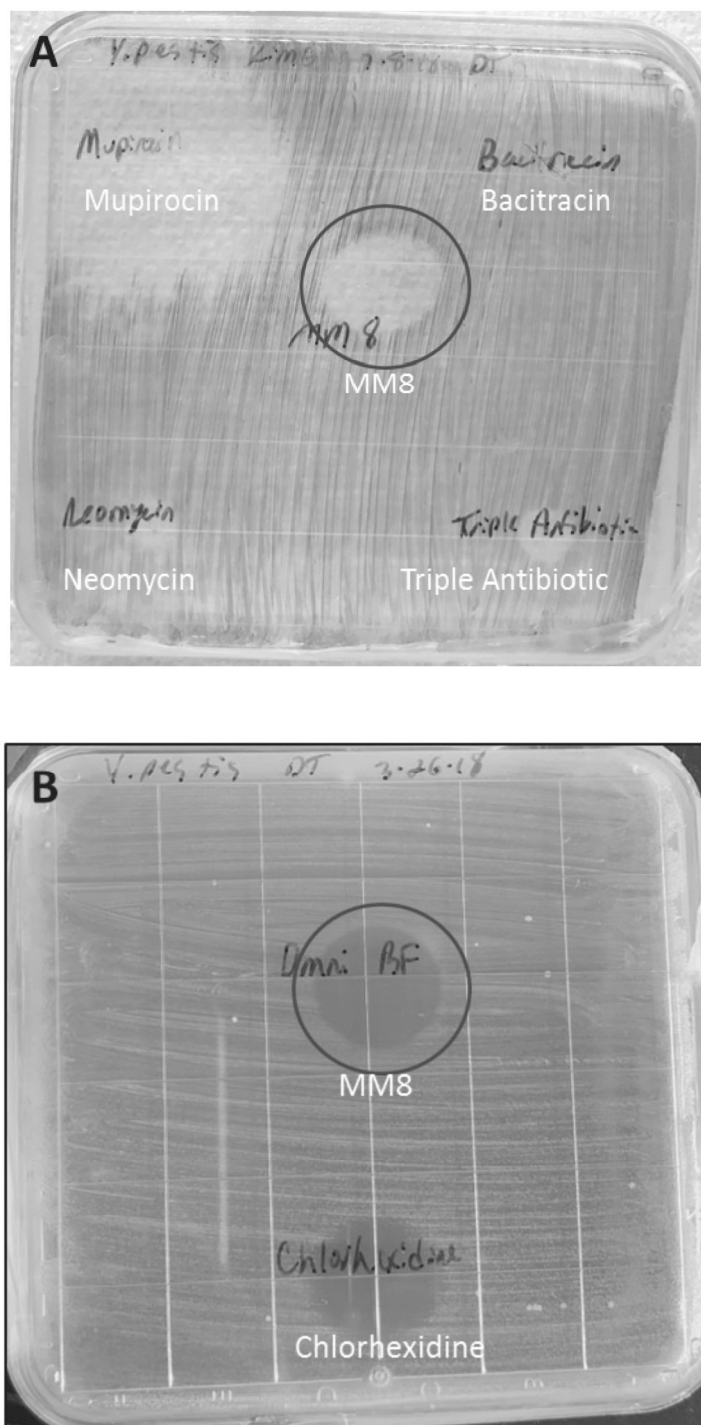 A
Y. pestis
DT
Mupirocin
Bacitracin
Mupirocin
Bacitracin
MM 8
MM8
Neomycin
Triple Antibiotic
Neomycin
Triple Antibiotic
B
Y. pestis DT 3-26-18
Omni BF
MM8
Chlorhexidine
Chlorhexidine